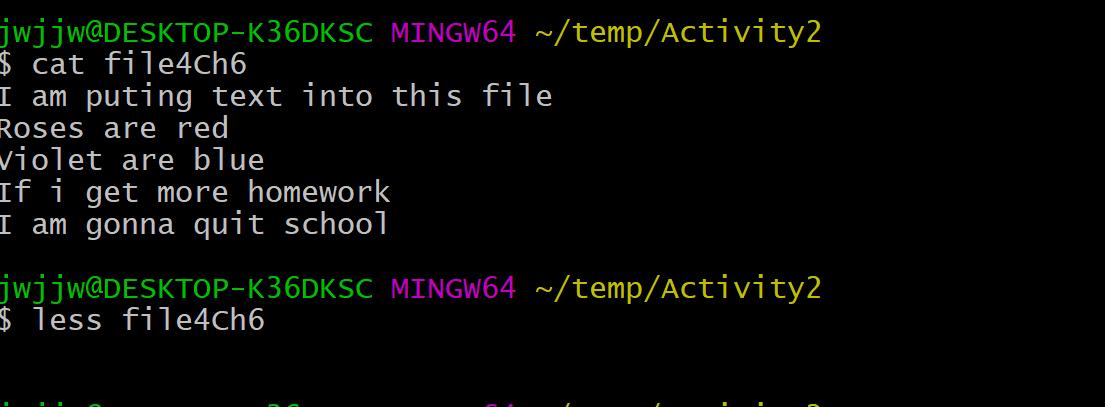 jwjjw@DESKTOP-K36DKSC MINGW64 ~/temp/Activity2
$ cat file4Ch6
I am puting text into this file
Roses are red
Violet are blue
If i get more homework
I am gonna quit school
jwjjw@DESKTOP-K36DKSC MINGW64 ~/temp/Activity2
$ less file4Ch6